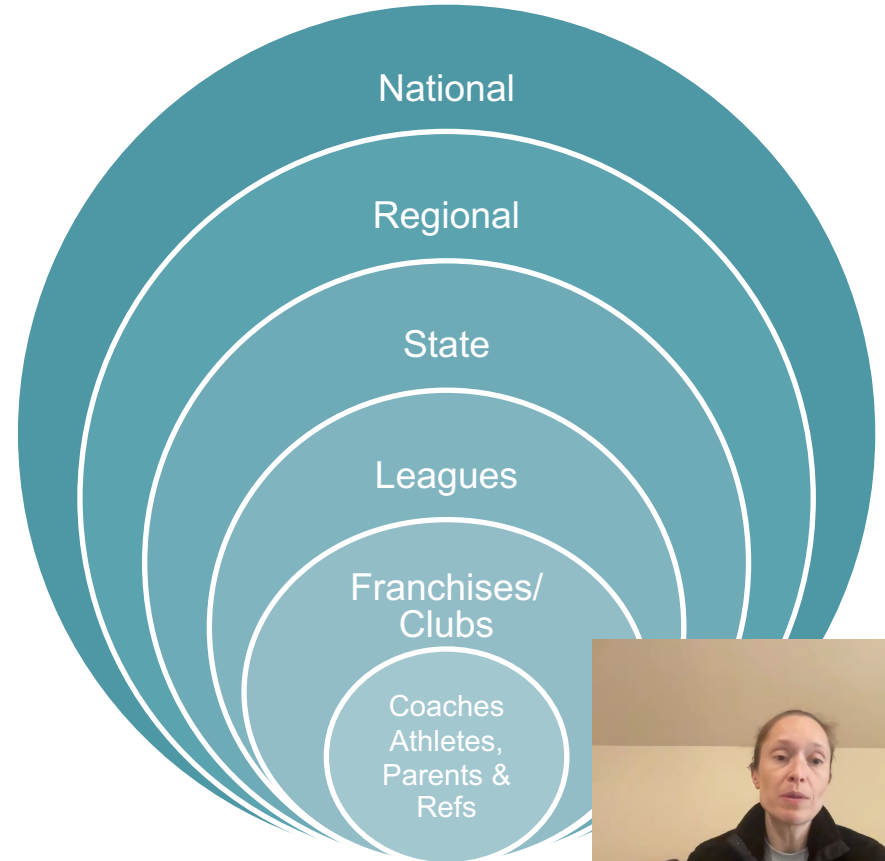 National
Regional
State
Leagues
Franchises/
Clubs
Coaches
Athletes,
Parents &
Refs